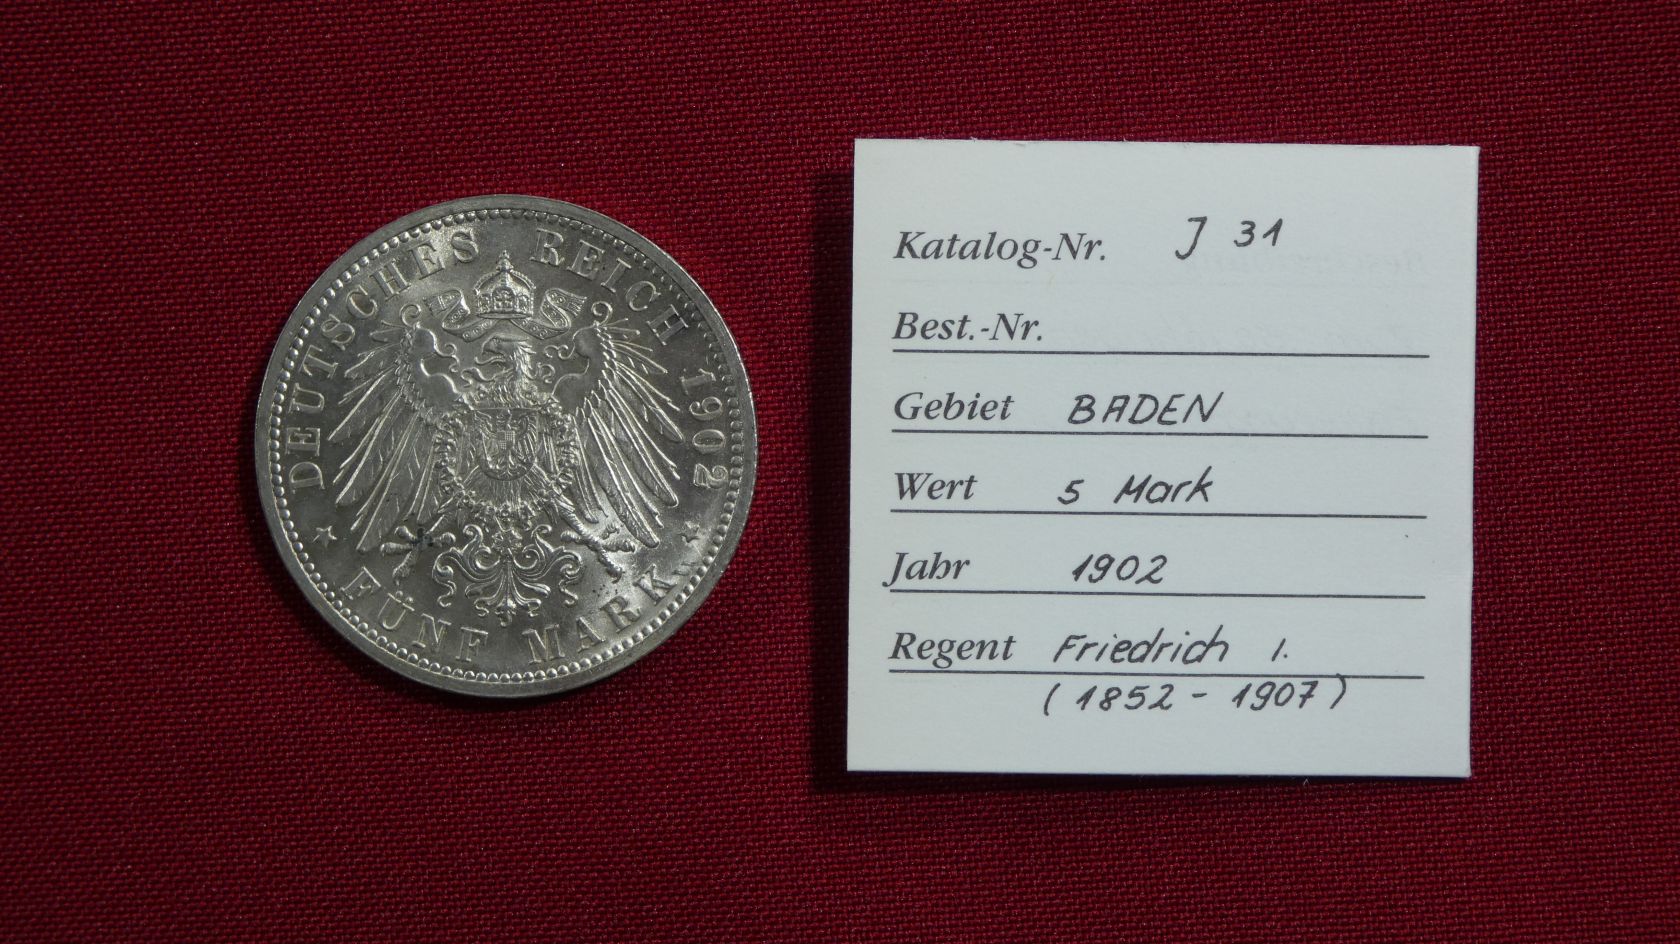 DEUTSCHES REICH 1902
FÜNF MARK
Katalog-Nr. J 31
Best.-Nr.
Gebiet BADEN
Wert 5 Mark
Jahr 1902
Regent Friedrich I.
(1852 - 1907)